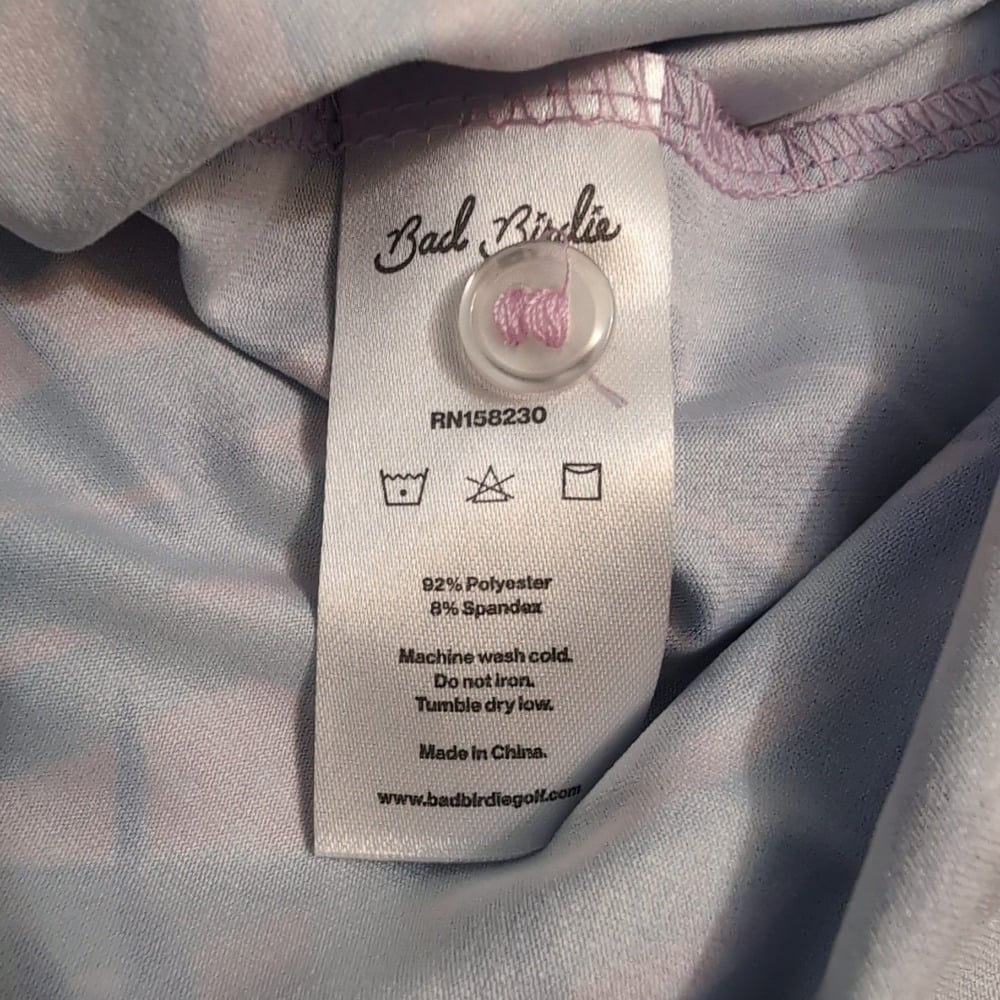 Bad Birdie
RN158230
92% Polyester
8% Spandex
Machine wash cold.
Do not iron.
Tumble dry low.
Made in China.
www.badbirdiegolf.com